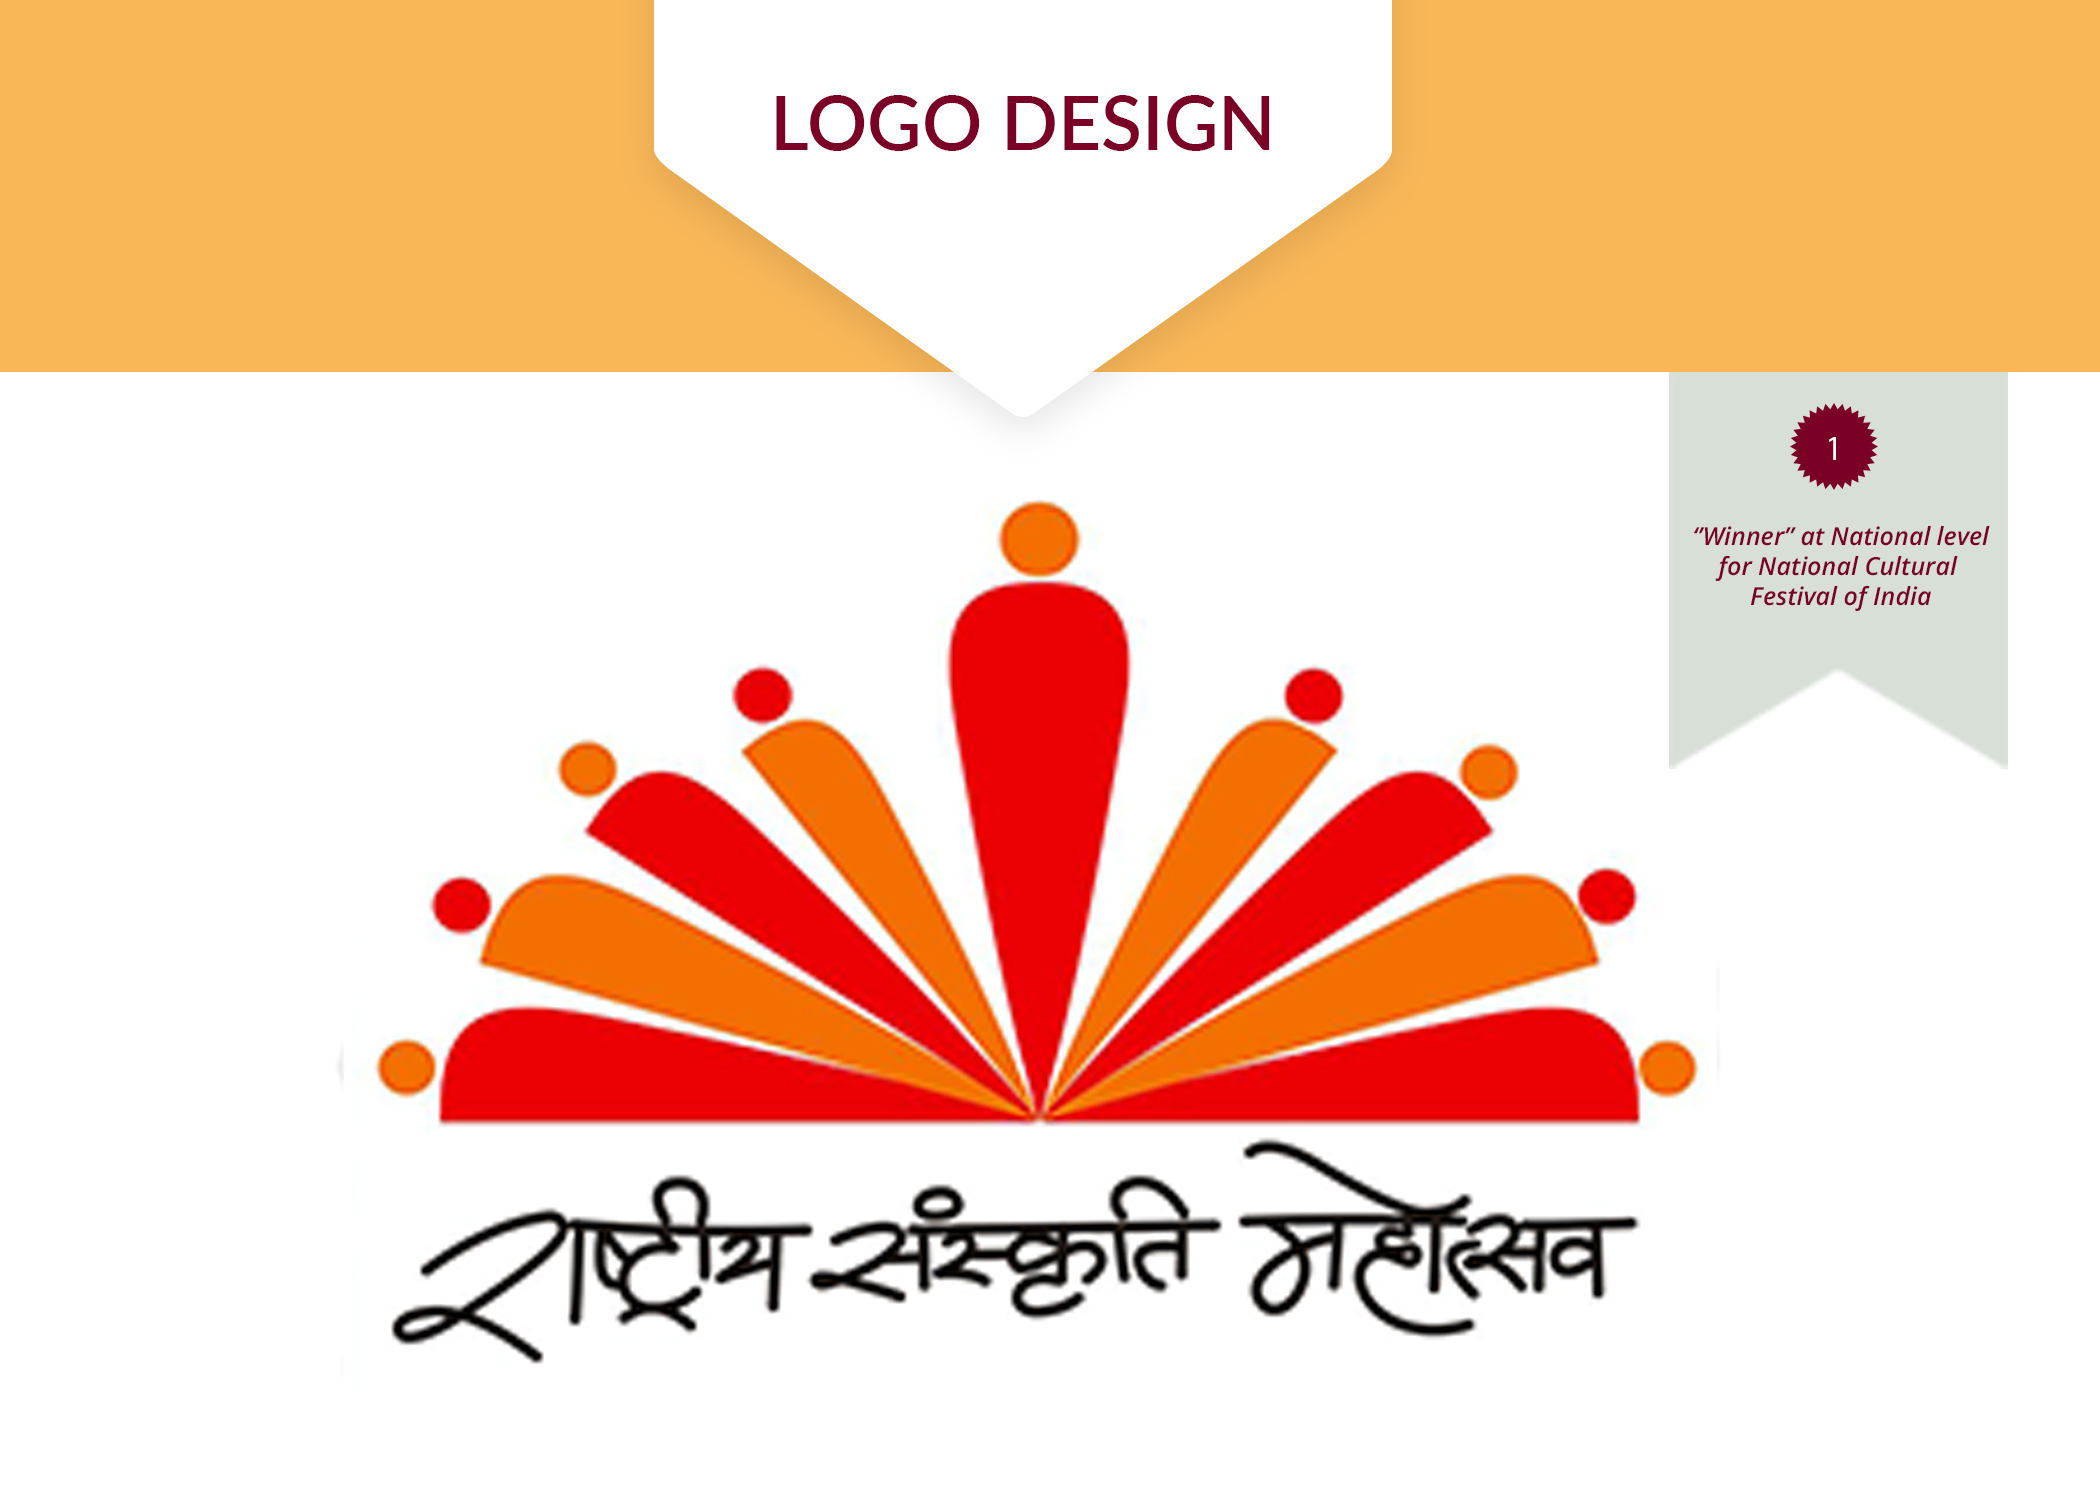 LOGO DESIGN
1
“Winner” at National level
for National Cultural
Festival of India
राष्ट्रीय संस्कृति महोत्सव